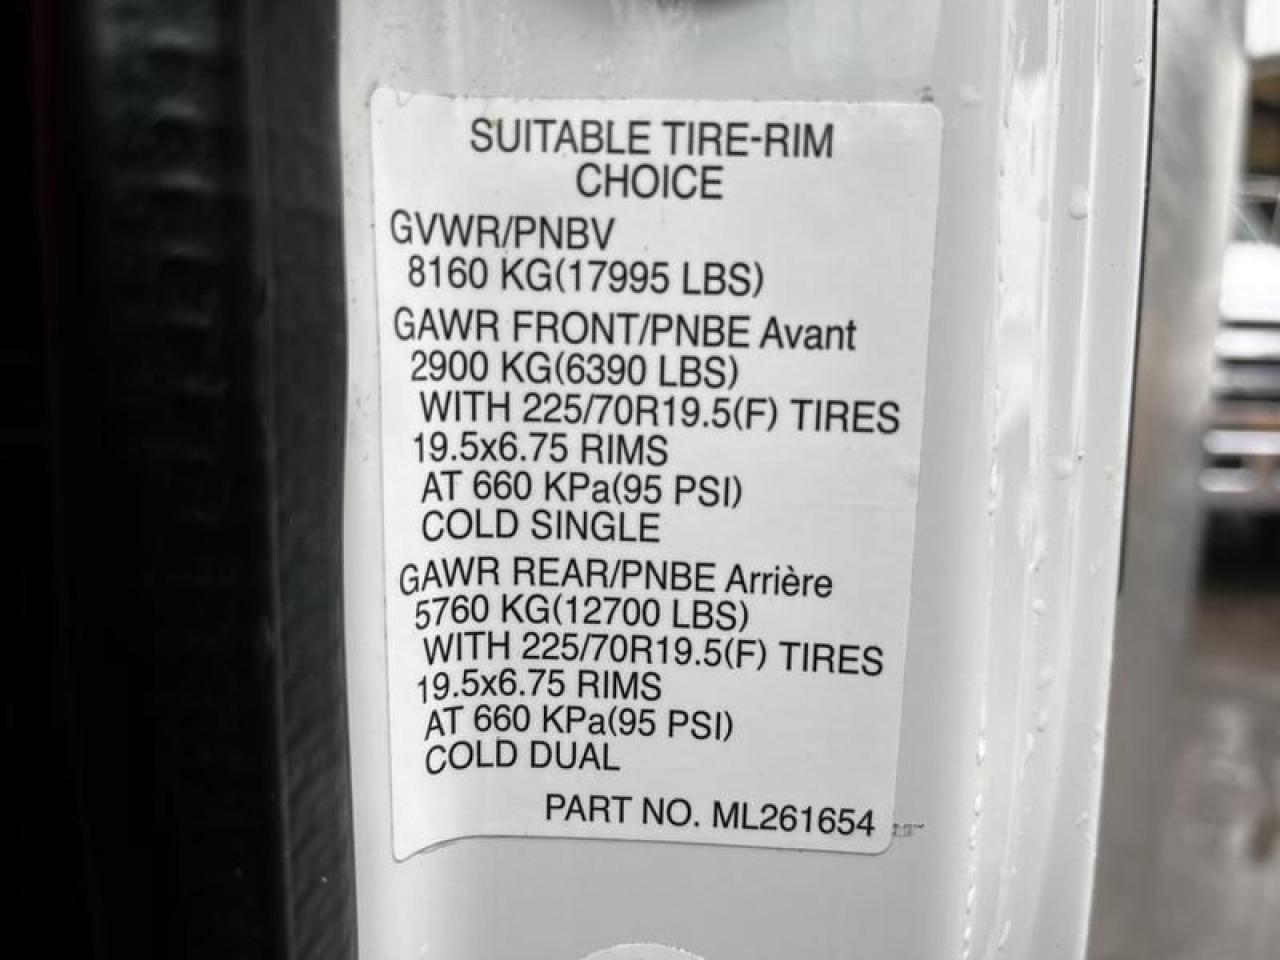 SUITABLE TIRE-RIM
CHOICE
GVWR/PNBV
8160 KG(17995 LBS)
GAWR FRONT/PNBE Avant
2900 KG(6390 LBS)
WITH 225/70R19.5(F) TIRES
19.5x6.75 RIMS
AT 660 KPa(95 PSI)
COLD SINGLE
GAWR REAR/PNBE Arrière
5760 KG(12700 LBS)
WITH 225/70R19.5(F) TIRES
19.5x6.75 RIMS
AT 660 KPa(95 PSI)
COLD DUAL
PART NO. ML261654